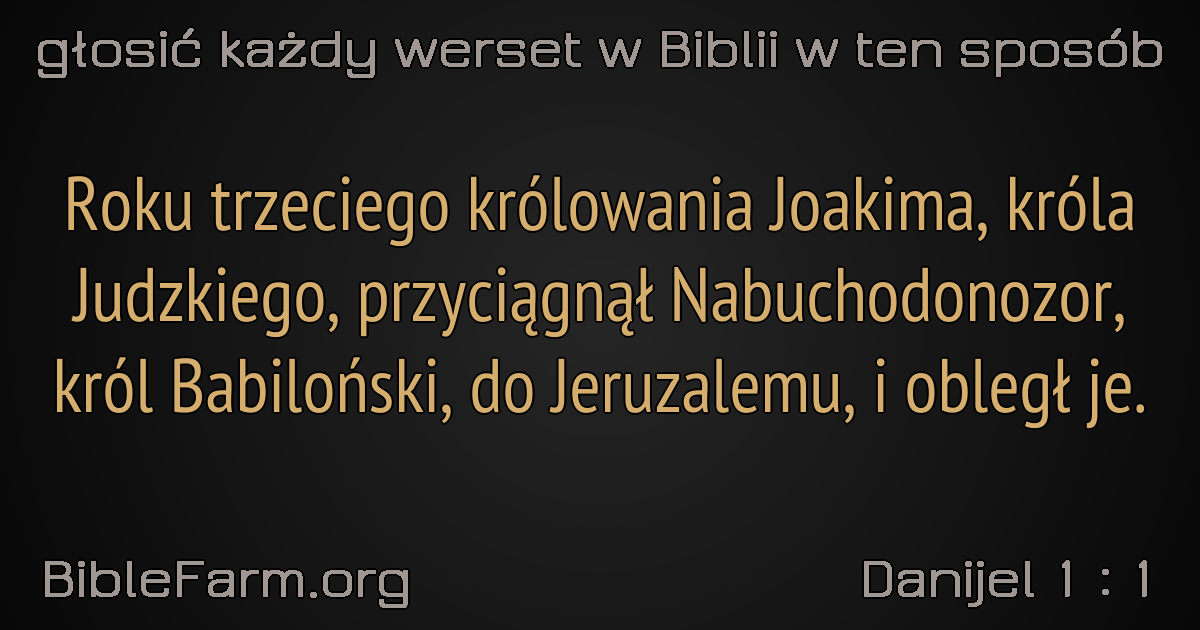 głosić każdy werset w Biblii w ten sposób
Roku trzeciego królowania Joakima, króla
Judzkiego, przyciągnął Nabuchodonozor,
król Babiloński, do Jeruzalemu, i obległ je.
BibleFarm.org
Danijel 1 : 1